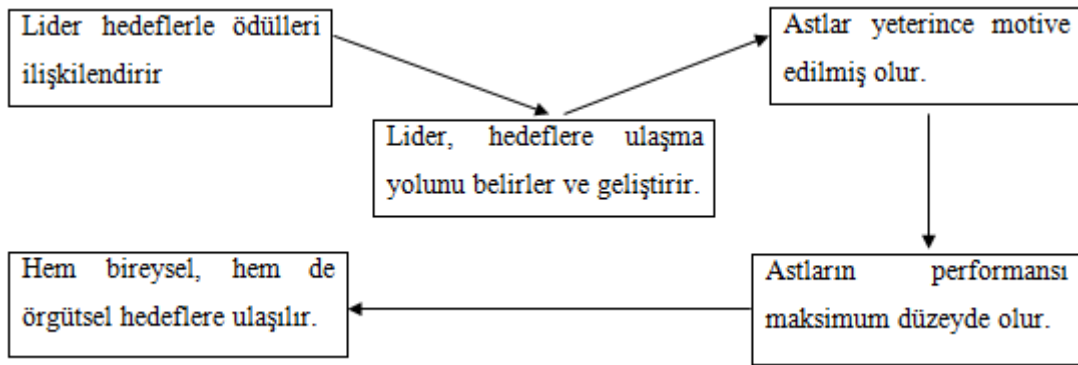 Lider hedeflerle ödülleri
ilişkilendirir
Lider, hedeflere ulaşma
yolunu belirler ve geliştirir.
Astlar yeterince motive
edilmiş olur.
Astların performansı
maksimum düzeyde olur.
Hem bireysel, hem de
örgütsel hedeflere ulaşılır.